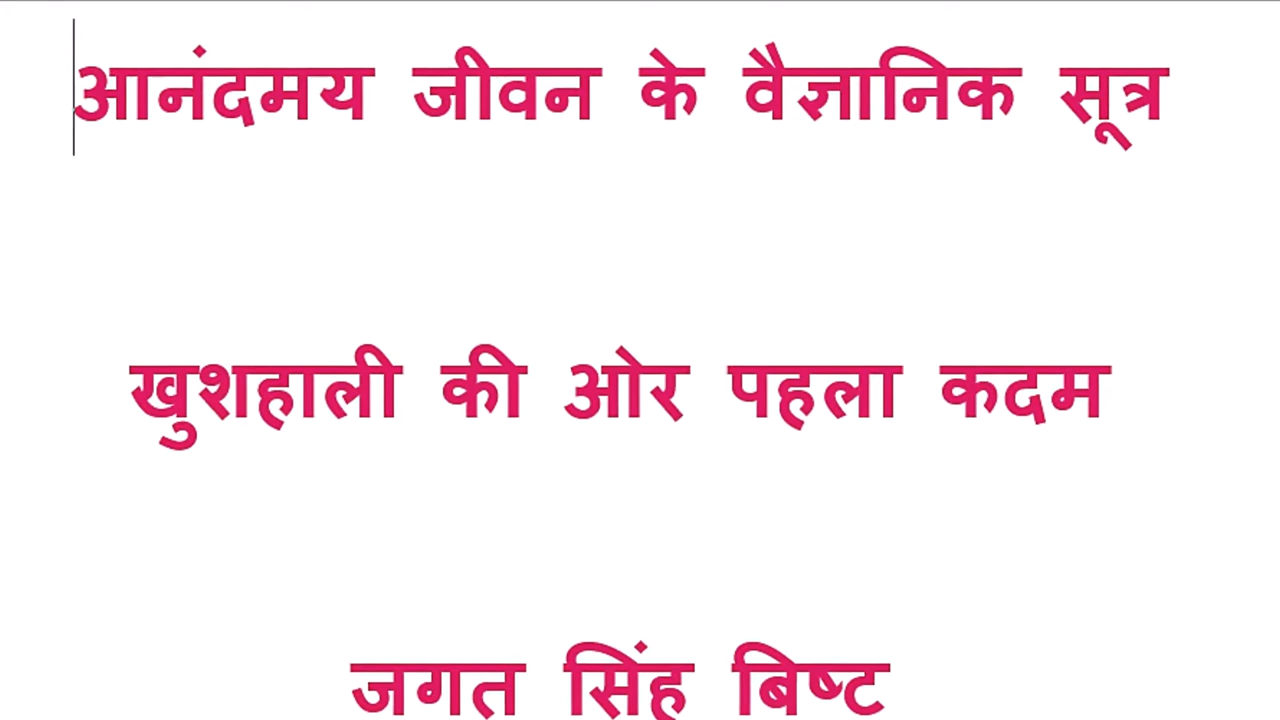 आनंदमय जीवन के वैज्ञानिक सूत्र
खुशहाली की ओर पहला कदम
जगत सिंह बिष्ट